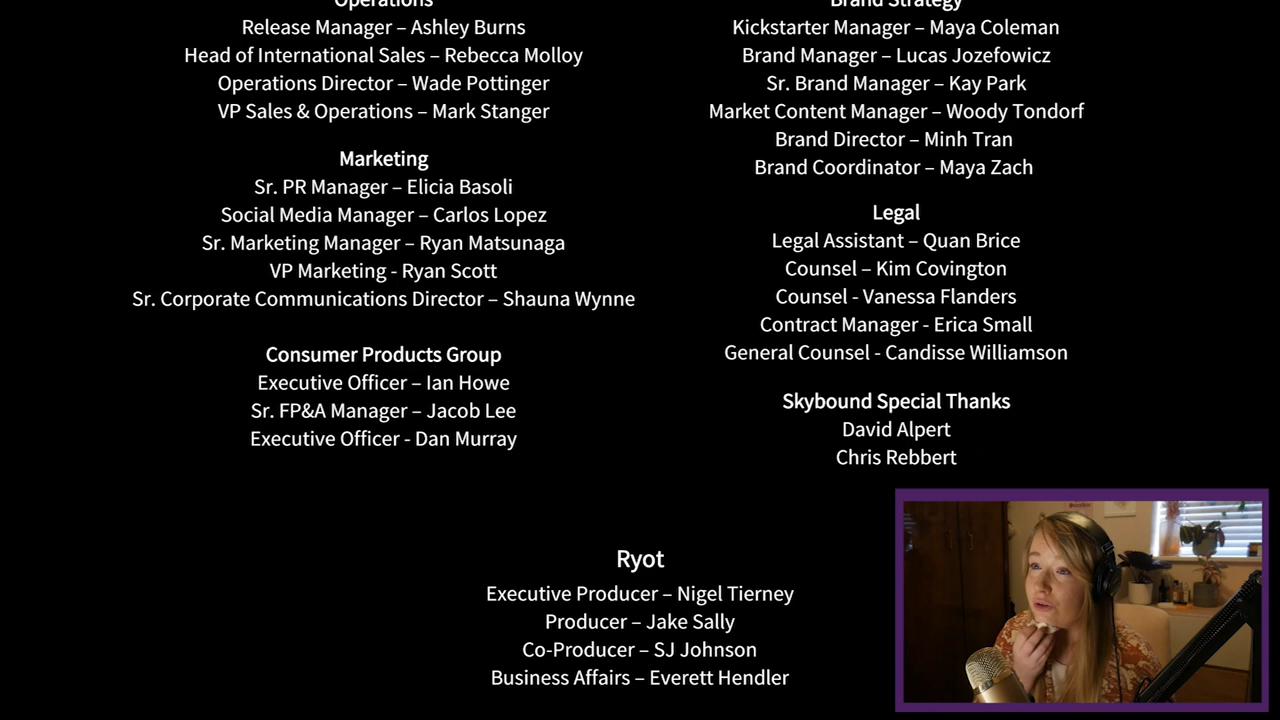 Operations
Release Manager – Ashley Burns
Head of International Sales – Rebecca Molloy
Operations Director – Wade Pottinger
VP Sales & Operations – Mark Stanger
Marketing
Sr. PR Manager – Elicia Basoli
Social Media Manager – Carlos Lopez
Sr. Marketing Manager – Ryan Matsunaga
VP Marketing - Ryan Scott
Sr. Corporate Communications Director – Shauna Wynne
Consumer Products Group
Executive Officer – Ian Howe
Sr. FP&A Manager – Jacob Lee
Executive Officer - Dan Murray
Brand Strategy
Kickstarter Manager – Maya Coleman
Brand Manager – Lucas Jozefowicz
Sr. Brand Manager – Kay Park
Market Content Manager – Woody Tondorf
Brand Director – Minh Tran
Brand Coordinator – Maya Zach
Legal
Legal Assistant – Quan Brice
Counsel – Kim Covington
Counsel - Vanessa Flanders
Contract Manager - Erica Small
General Counsel - Candisse Williamson
Skybound Special Thanks
David Alpert
Chris Rebbert
Ryot
Executive Producer – Nigel Tierney
Producer – Jake Sally
Co-Producer – SJ Johnson
Business Affairs – Everett Hendler